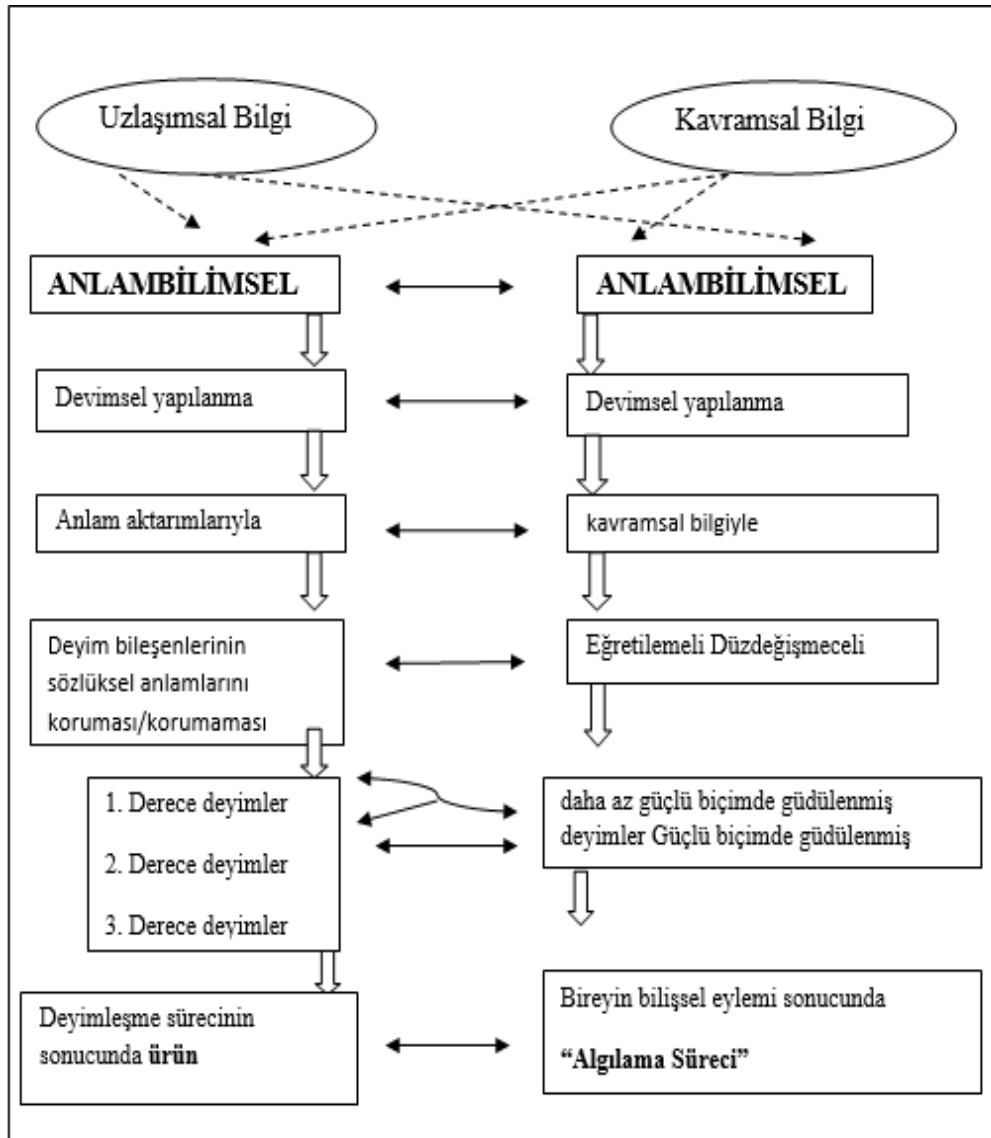 Uzlaşımsal Bilgi
Kavramsal Bilgi
ANLAMBİLİMSEL
ANLAMBİLİMSEL
Devimsel yapılanma
Devimsel yapılanma
Anlam aktarımlarıyla
kavramsal bilgiyle
Deyim bileşenlerinin
sözlüksel anlamlarını
koruması/korumaması
Eğretilemeli Düzdeğişmeceli
1. Derece deyimler
2. Derece deyimler
3. Derece deyimler
daha az güçlü biçimde güdülenmiş
deyimler Güçlü biçimde güdülenmiş
Deyimleşme sürecinin
sonucunda ürün
Bireyin bilişsel eylemi sonucunda
“Algılama Süreci”